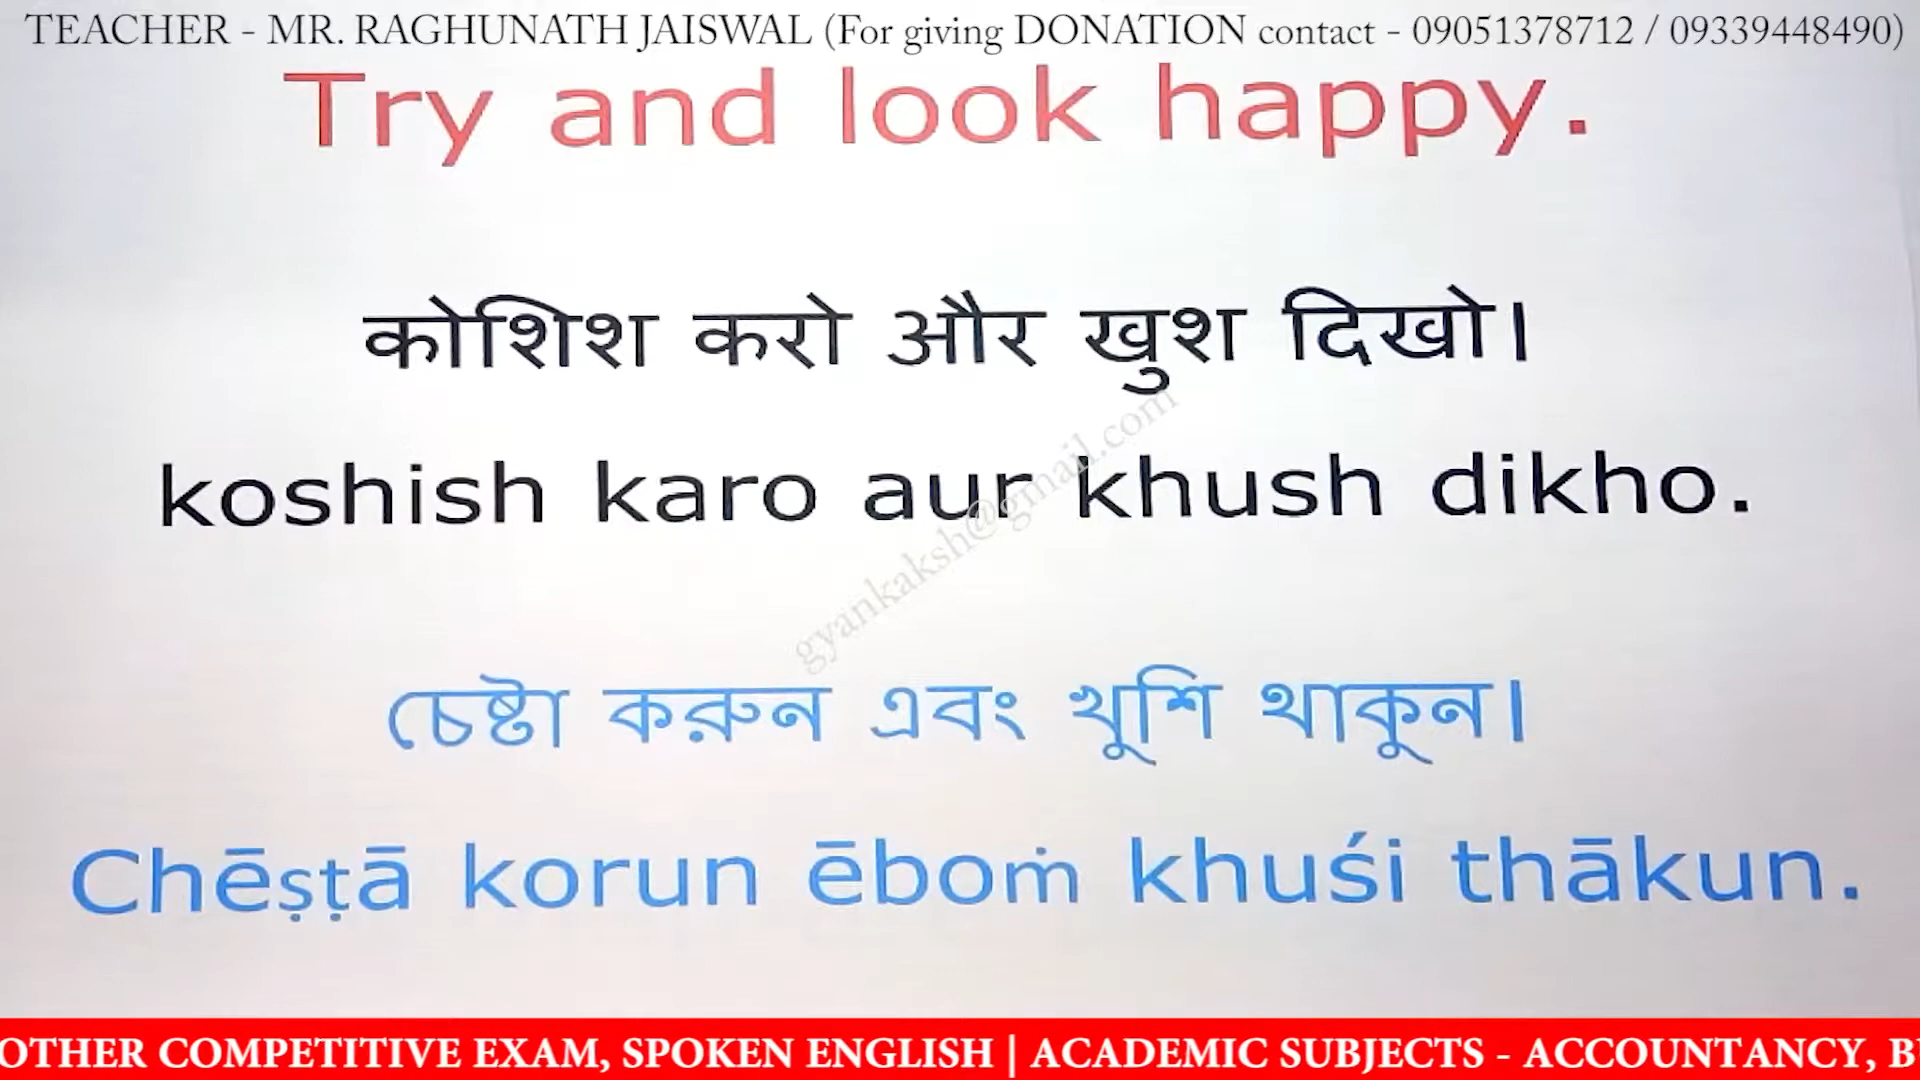 TEACHER - MR. RAGHUNATH JAISWAL (For giving DONATION contact - 09051378712 / 09339448490)
Try and look happy.
कोशिश करो और खुश दिखो।
koshish karo aur khush dikho.
gyankaksh@gmail.com
চেষ্টা করুন এবং খুশি থাকুন।
Chēṣṭā korun ēboṁ khuśi thākun.
OTHER COMPETITIVE EXAM, SPOKEN ENGLISH | ACADEMIC SUBJECTS - ACCOUNTANCY,